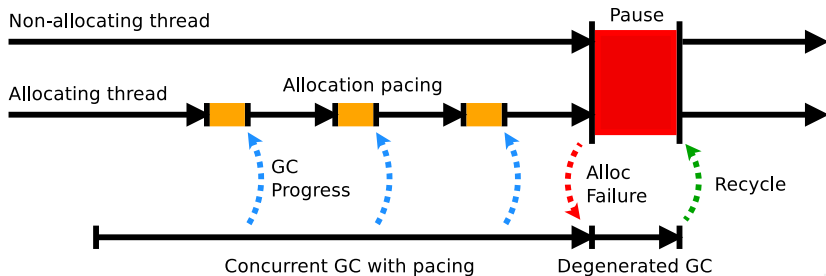 Pause
Non-allocating thread
Allocation pacing
Allocating thread
GC
Progress
Alloc
Failure
Recycle
Concurrent GC with pacing
Degenerated GC